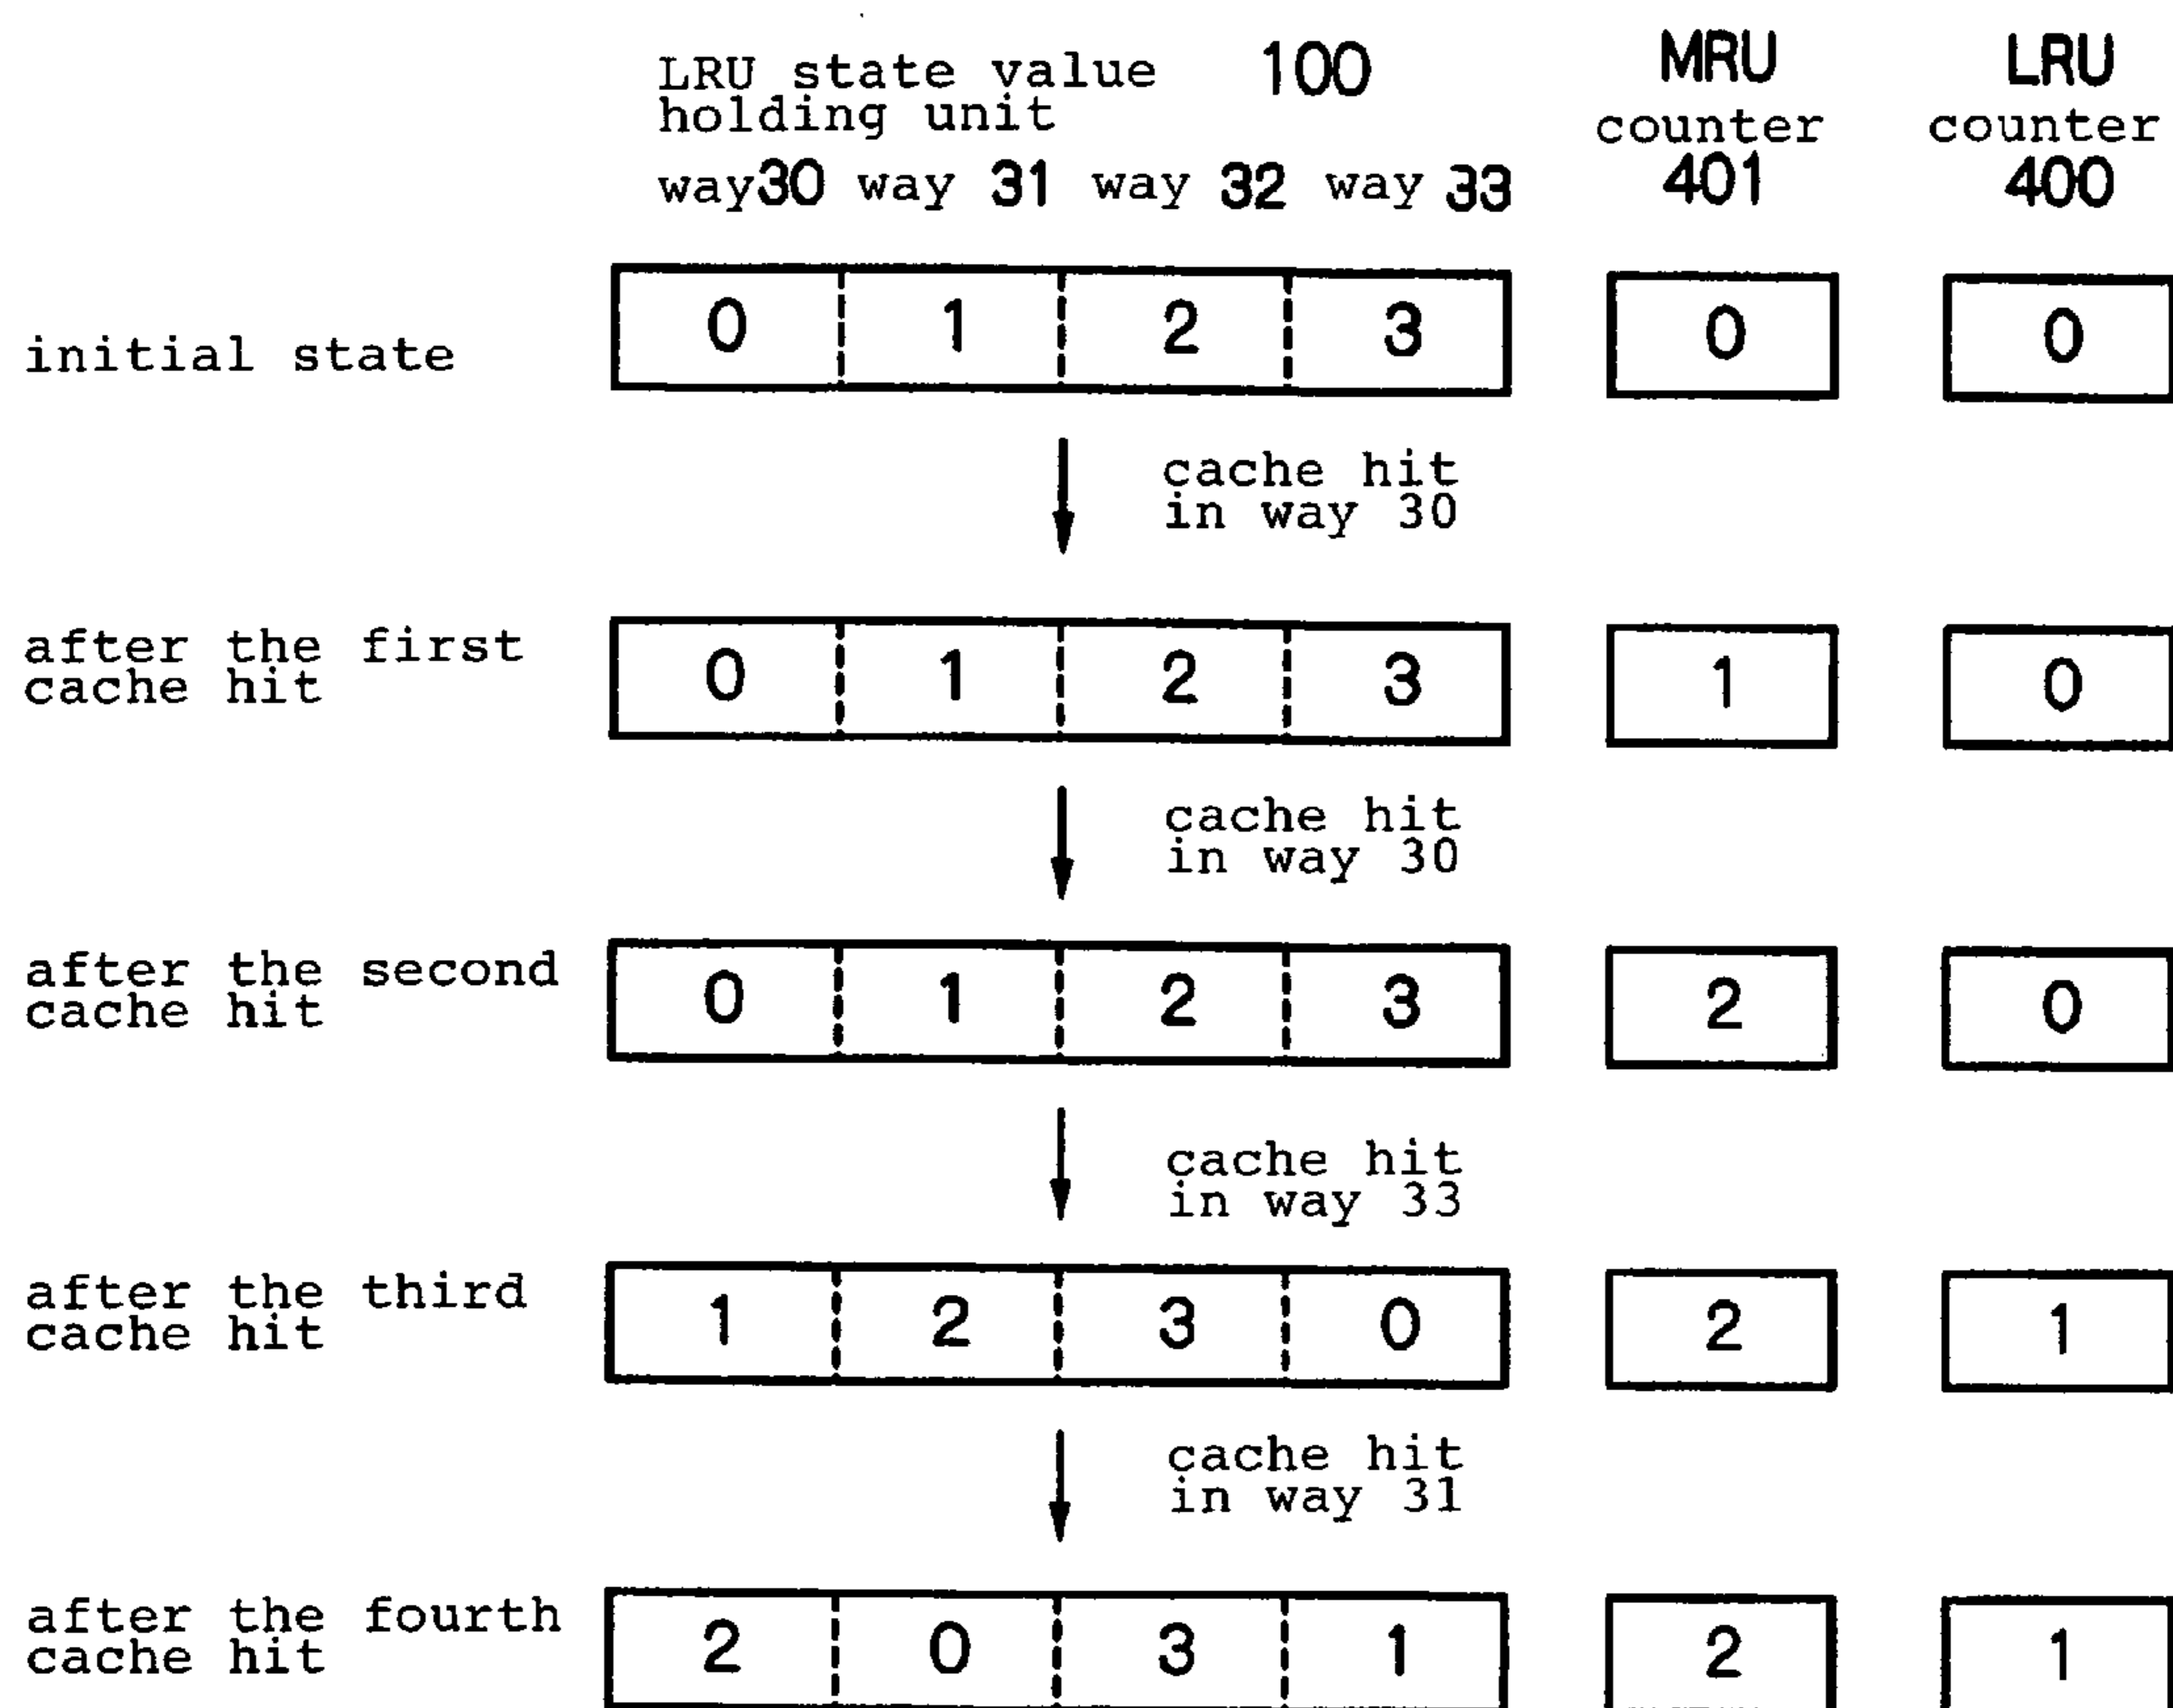 LRU state value 100 MRU LRU
holding unit counter counter
way30 way 31 way 32 way 33 401 400
initial state 0 1 2 3 0 0
cache hit
in way 30
after the first
cache hit 0 1 2 3 1 0
cache hit
in way 30
after the second
cache hit 0 1 2 3 2 0
cache hit
in way 33
after the third
cache hit 1 2 3 0 2 1
cache hit
in way 31
after the fourth
cache hit 2 0 3 1 2 1